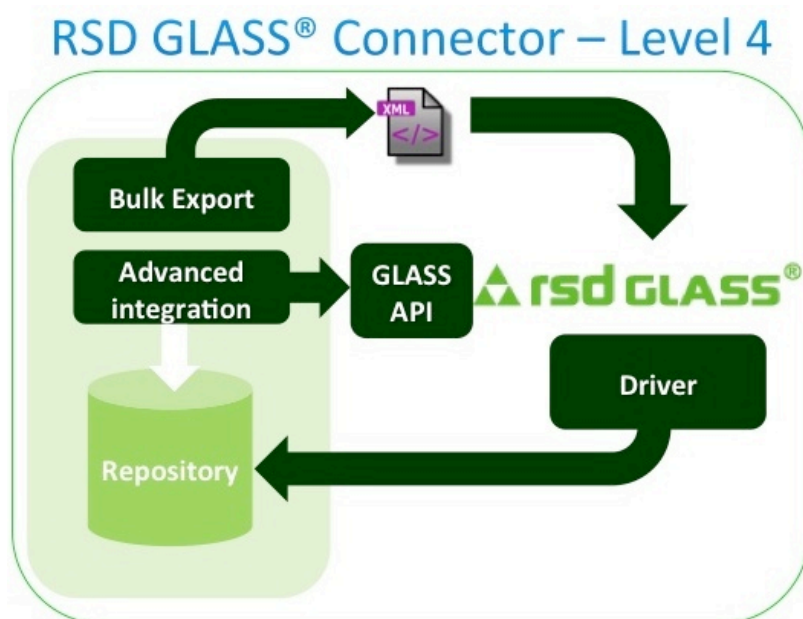 RSD GLASS® Connector – Level 4
XML
</>
Bulk Export
Advanced
integration
GLASS
API
rsd GLASS®
Driver
Repository